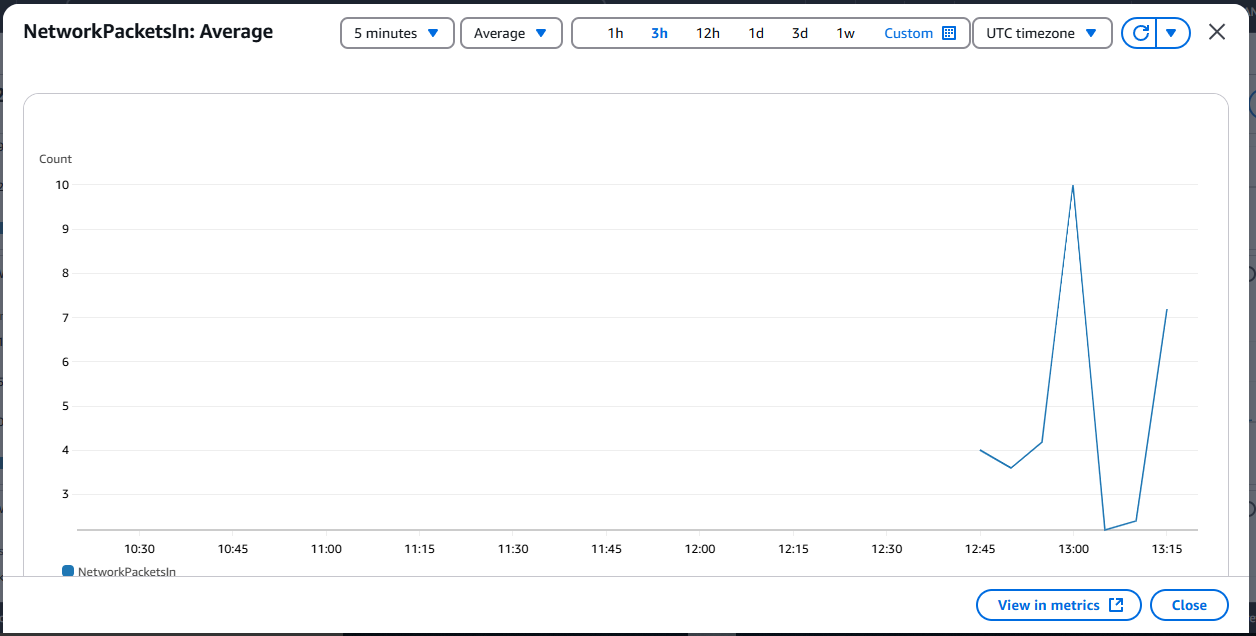 NetworkPacketsIn: Average
5 minutes
Average
1h 3h 12h 1d 3d 1w Custom
UTC timezone
Count
10
9
8
7
6
5
4
3
10:30 10:45 11:00 11:15 11:30 11:45 12:00 12:15 12:30 12:45 13:00 13:15
NetworkPacketsIn
View in metrics
Close